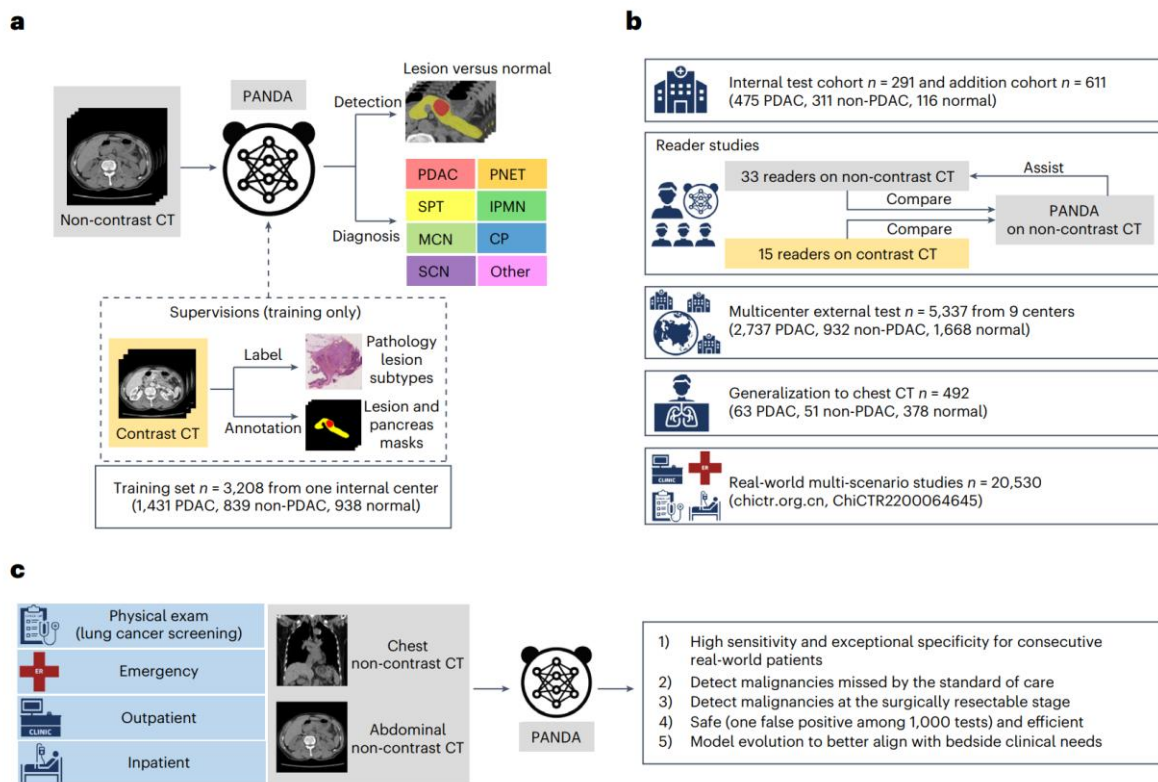 a
Non-contrast CT
PANDA
Detection
Diagnosis
Lesion versus normal
PDAC
PNET
SPT
IPMN
MCN
CP
SCN
Other
Supervisions (training only)
Contrast CT
Label
Annotation
Pathology
lesion
subtypes
Lesion and
pancreas
masks
Training set n = 3,208 from one internal center
(1,431 PDAC, 839 non-PDAC, 938 normal)
b
Internal test cohort n = 291 and addition cohort n = 611
(475 PDAC, 311 non-PDAC, 116 normal)
Reader studies
33 readers on non-contrast CT
Assist
Compare
Compare
PANDA
on non-contrast CT
15 readers on contrast CT
Multicenter external test n = 5,337 from 9 centers
(2,737 PDAC, 932 non-PDAC, 1,668 normal)
Generalization to chest CT n = 492
(63 PDAC, 51 non-PDAC, 378 normal)
CLINIC
ER
Real-world multi-scenario studies n = 20,530
(chictr.org.cn, ChiCTR2200064645)
c
Physical exam
(lung cancer screening)
ER
Emergency
CLINIC
Outpatient
Inpatient
Chest
non-contrast CT
Abdominal
non-contrast CT
PANDA
1) High sensitivity and exceptional specificity for consecutive
real-world patients
2) Detect malignancies missed by the standard of care
3) Detect malignancies at the surgically resectable stage
4) Safe (one false positive among 1,000 tests) and efficient
5) Model evolution to better align with bedside clinical needs